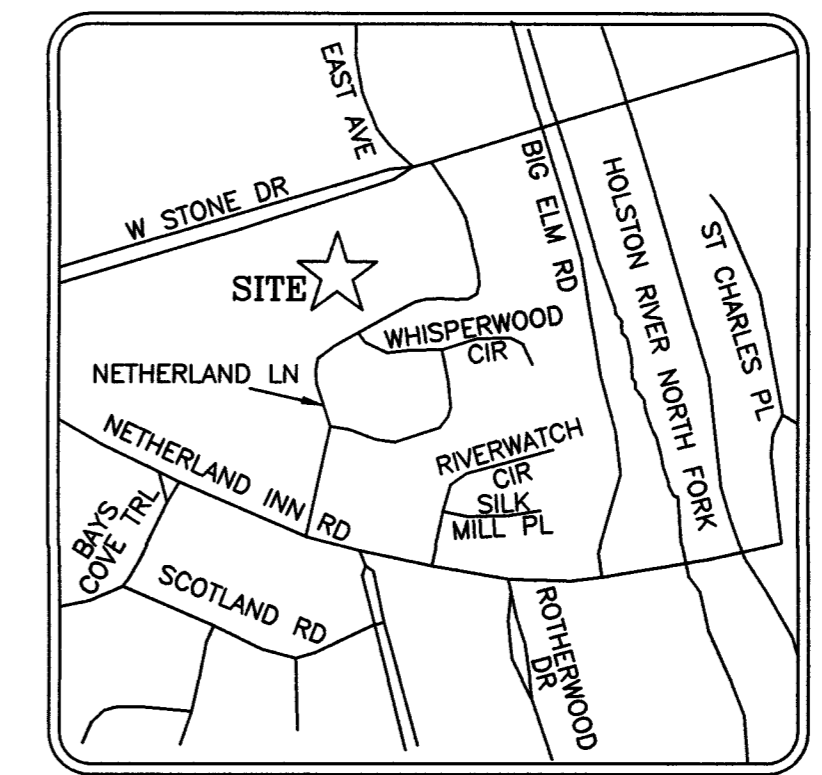 EAST AVE
W STONE DR
BIG ELM RD
HOLSTON RIVER NORTH FORK
ST CHARLES PL
SITE
WHISPERWOOD
CIR
NETHERLAND LN
NETHERLAND INN RD
RIVERWATCH
CIR
SILK
MILL PL
BAYS
COVE TRL
SCOTLAND RD
ROTHERWOOD
DR